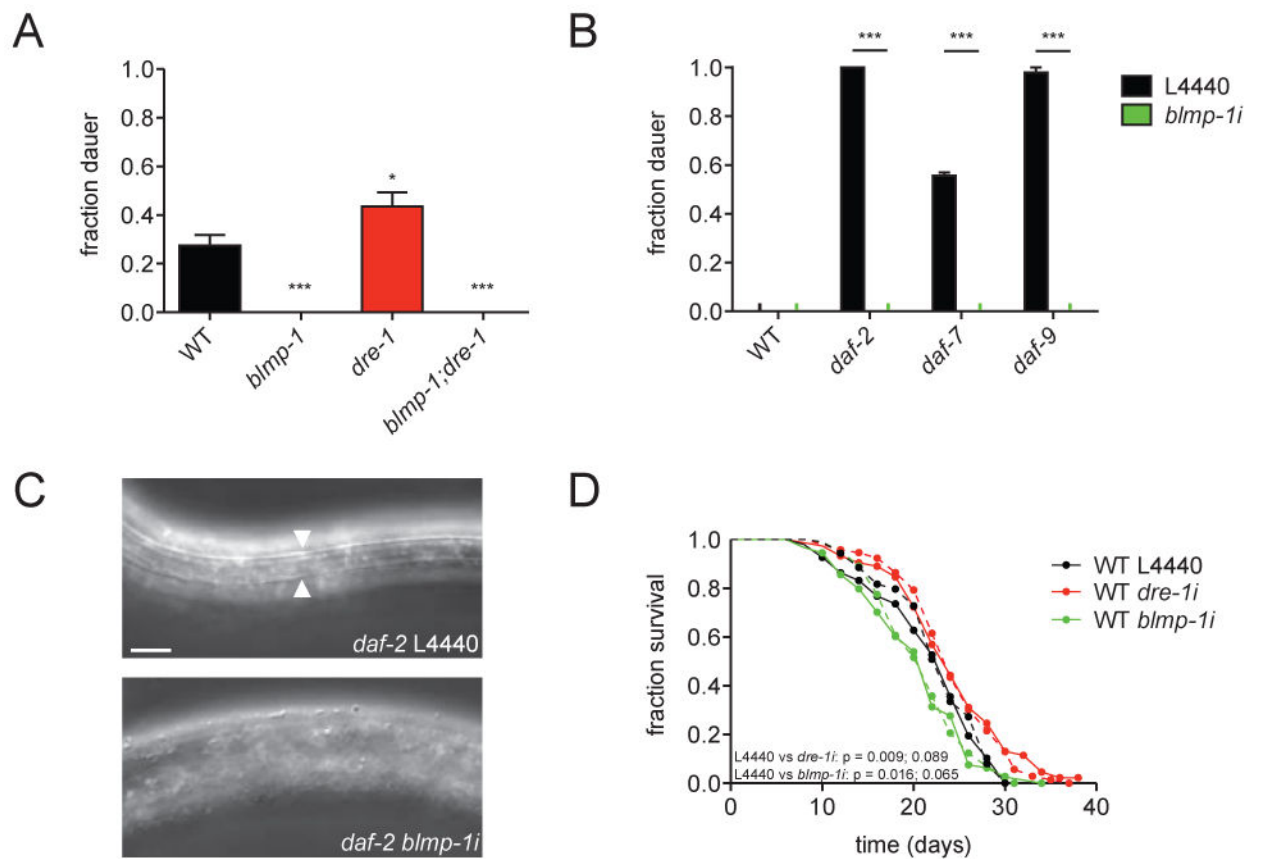 A
fraction dauer
1.0
0.8
0.6
0.4
0.2
0.0
***
*
***
WT
blmp-1
dre-1
blmp-1;dre-1
B
fraction dauer
1.0
0.8
0.6
0.4
0.2
0.0
*** *** ***
WT
daf-2
daf-7
daf-9
L4440
blmp-1i
C
daf-2 L4440
daf-2 blmp-1i
D
fraction survival
1.0
0.8
0.6
0.4
0.2
0.0
L4440 vs dre-1i: p = 0.009; 0.089
L4440 vs blmp-1i: p = 0.016; 0.065
0 10 20 30 40
time (days)
WT L4440
WT dre-1i
WT blmp-1i